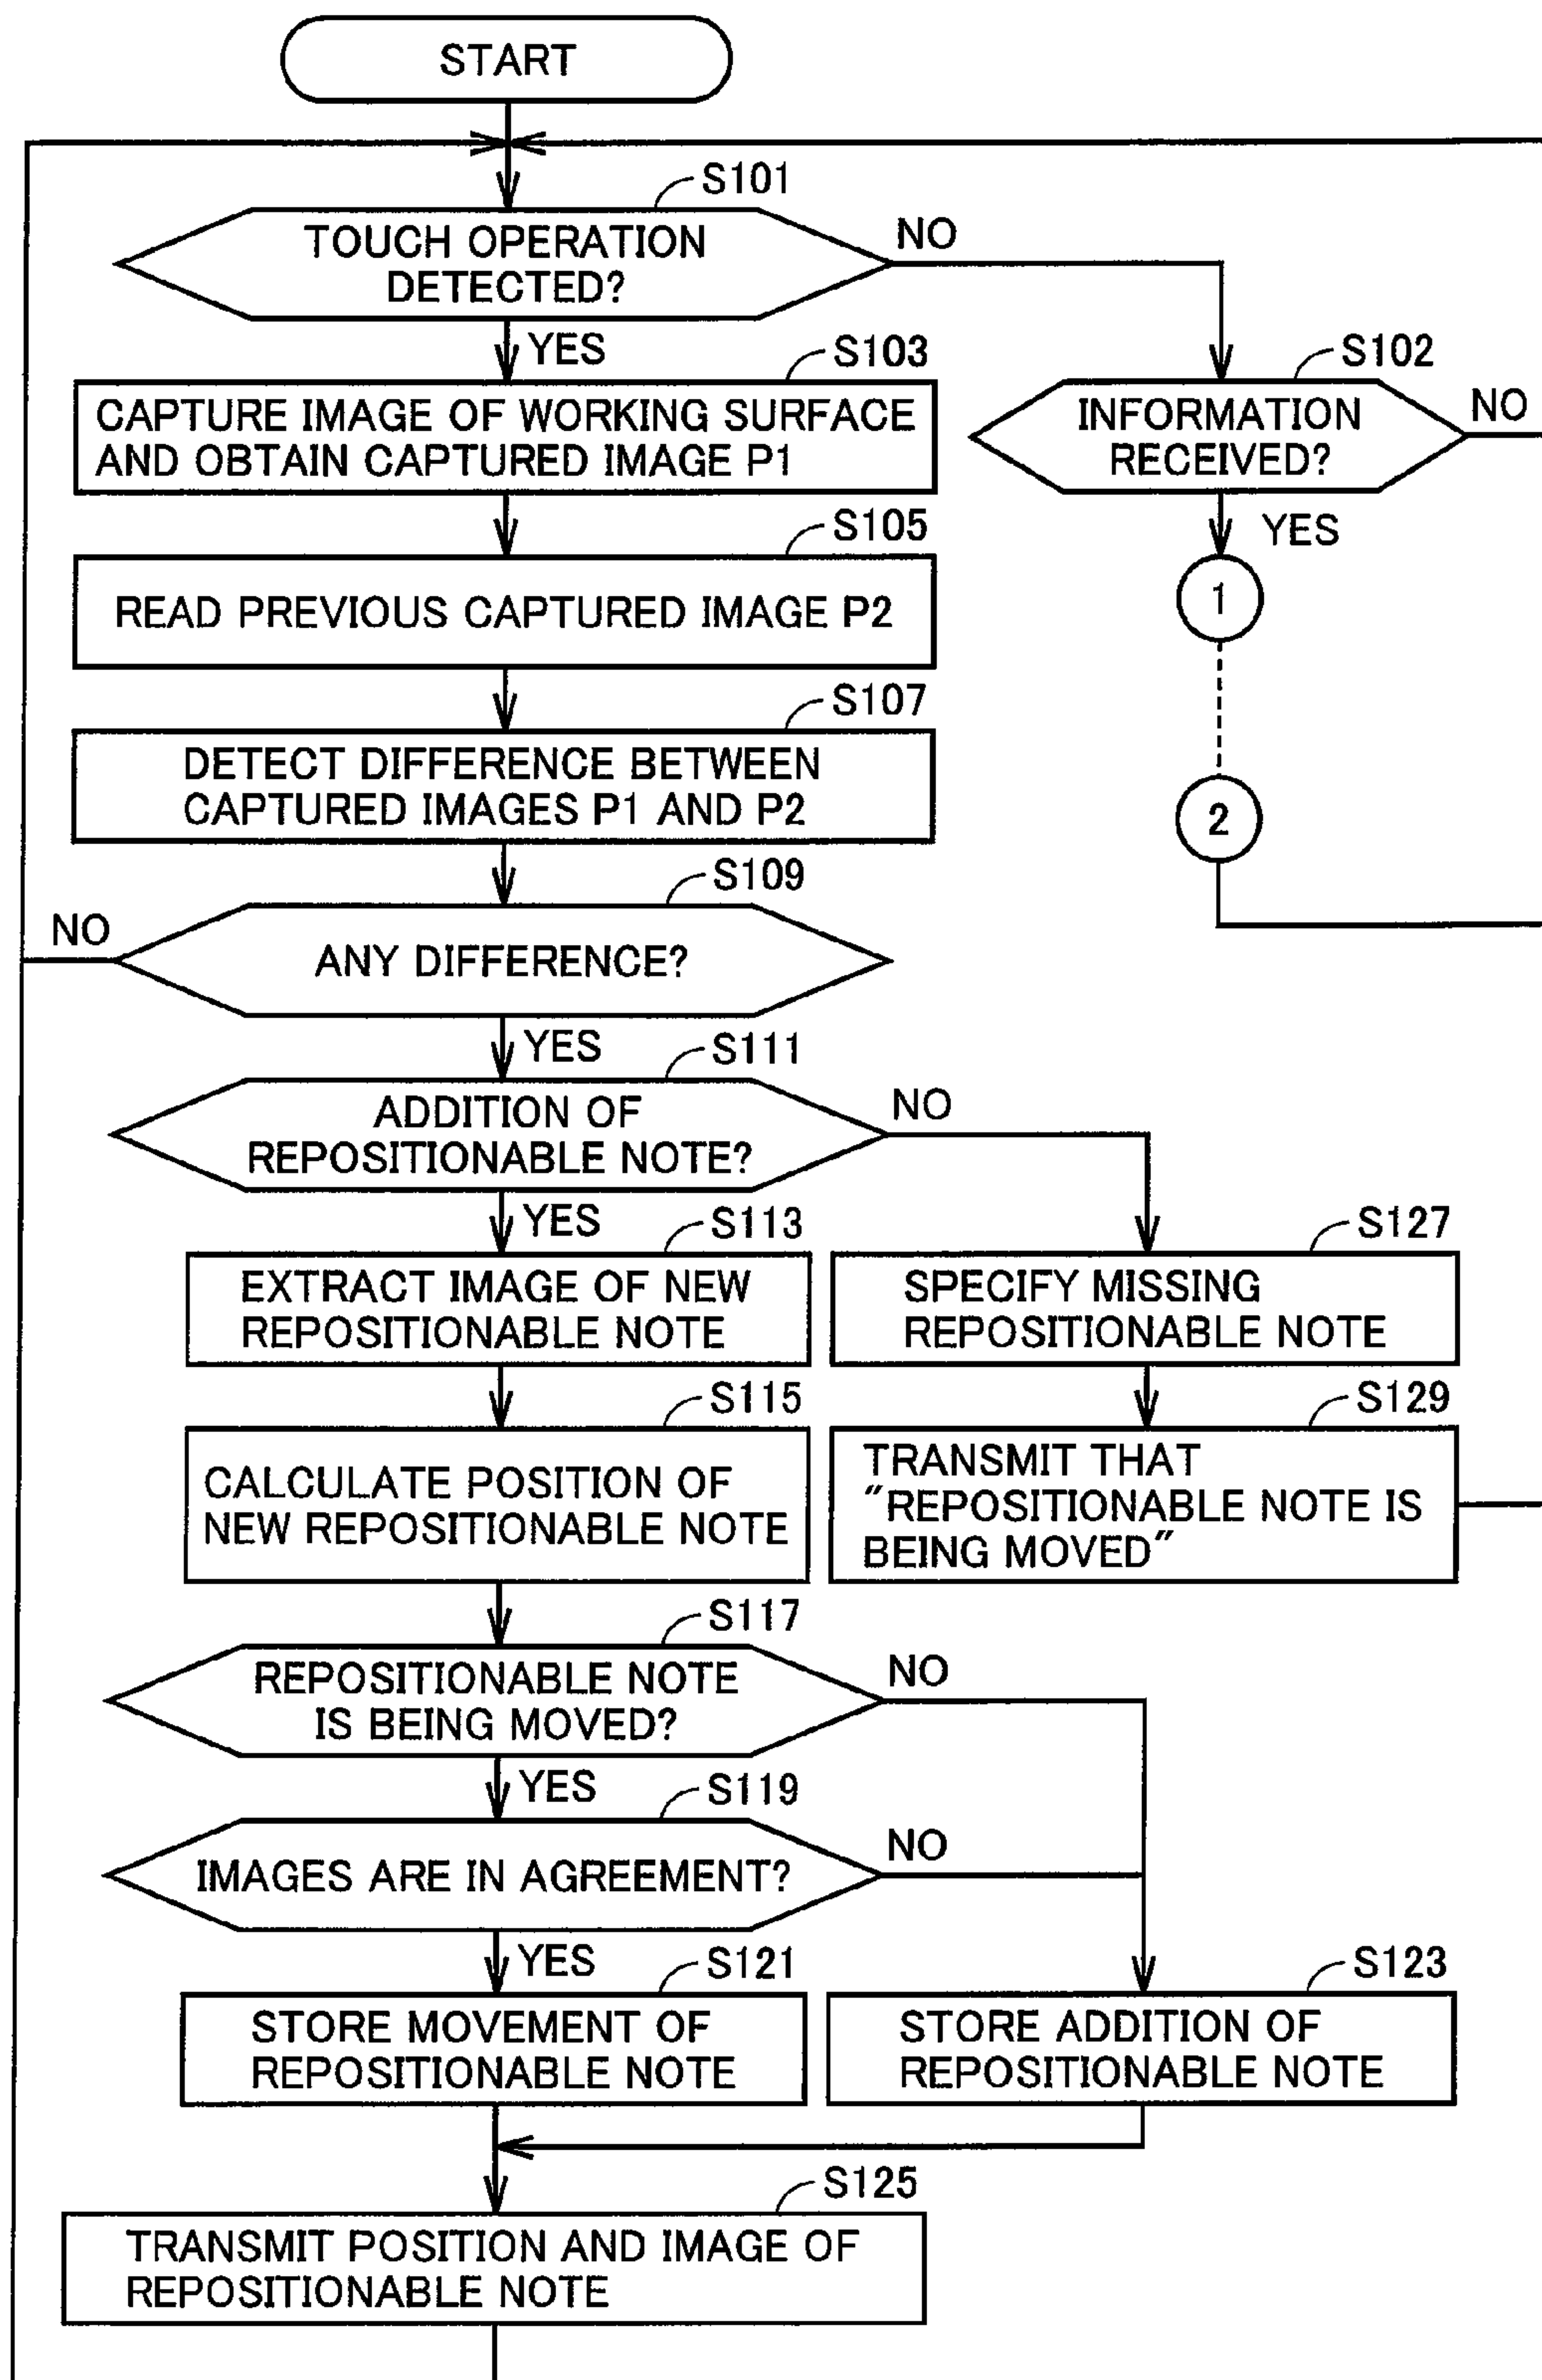 START
S101
TOUCH OPERATION
DETECTED?
NO
YES
S103
CAPTURE IMAGE OF WORKING SURFACE
AND OBTAIN CAPTURED IMAGE P1
S102
INFORMATION
RECEIVED?
NO
YES
1
2
S105
READ PREVIOUS CAPTURED IMAGE P2
S107
DETECT DIFFERENCE BETWEEN
CAPTURED IMAGES P1 AND P2
S109
ANY DIFFERENCE?
NO
YES
S111
ADDITION OF
REPOSITIONABLE NOTE?
NO
YES
S113
EXTRACT IMAGE OF NEW
REPOSITIONABLE NOTE
S127
SPECIFY MISSING
REPOSITIONABLE NOTE
S115
CALCULATE POSITION OF
NEW REPOSITIONABLE NOTE
S129
TRANSMIT THAT
"REPOSITIONABLE NOTE IS
BEING MOVED"
S117
REPOSITIONABLE NOTE
IS BEING MOVED?
NO
YES
S119
IMAGES ARE IN AGREEMENT?
NO
YES
S121
STORE MOVEMENT OF
REPOSITIONABLE NOTE
S123
STORE ADDITION OF
REPOSITIONABLE NOTE
S125
TRANSMIT POSITION AND IMAGE OF
REPOSITIONABLE NOTE